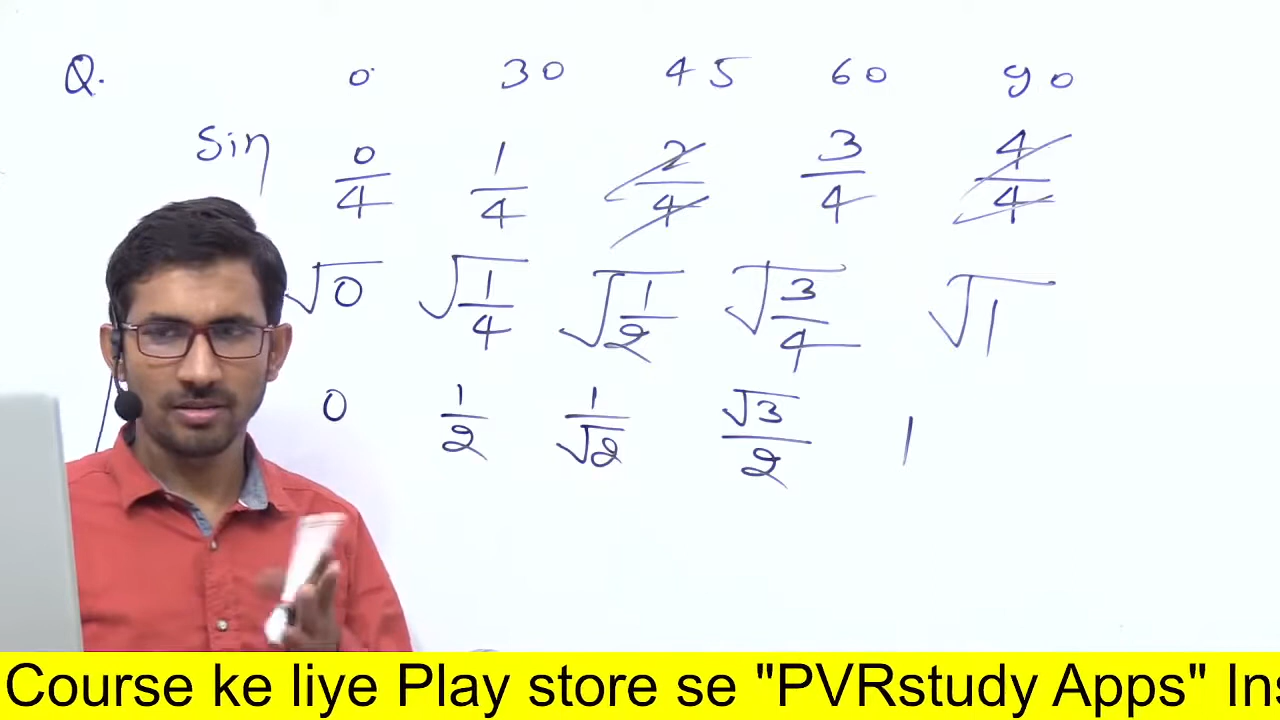 Q. 0 30 45 60 90
Sin 0/4 1/4 2/4 3/4 4/4
√0 √1/4 √1/2 √3/4 √1
0 1/2 1/√2 √3/2 1
Course ke liye Play store se "PVRstudy Apps" Ins